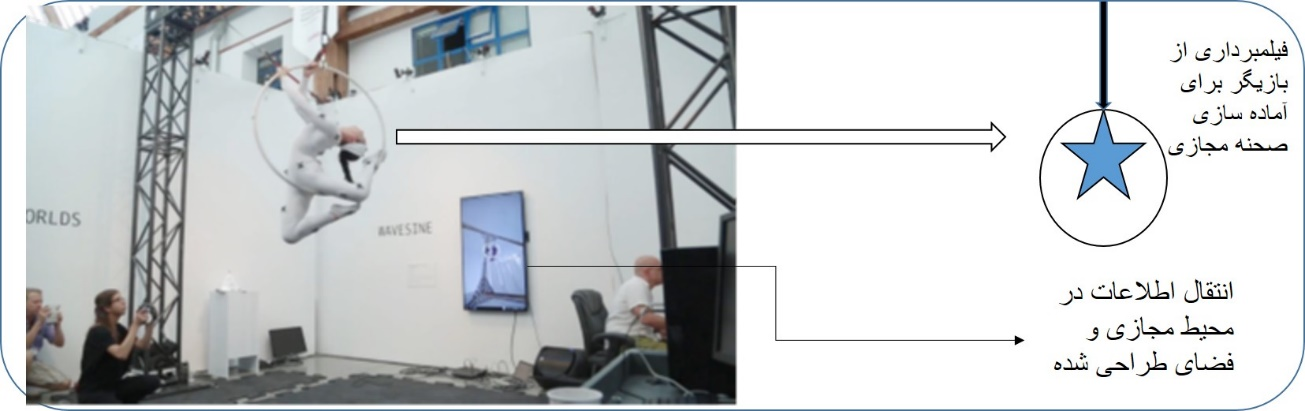 فیلمبرداری از
بازیگر برای
آماده سازی
صحنه مجازی
ORLDS
WAVESINE
انتقال اطلاعات در
محیط مجازی و
فضای طراحی شده